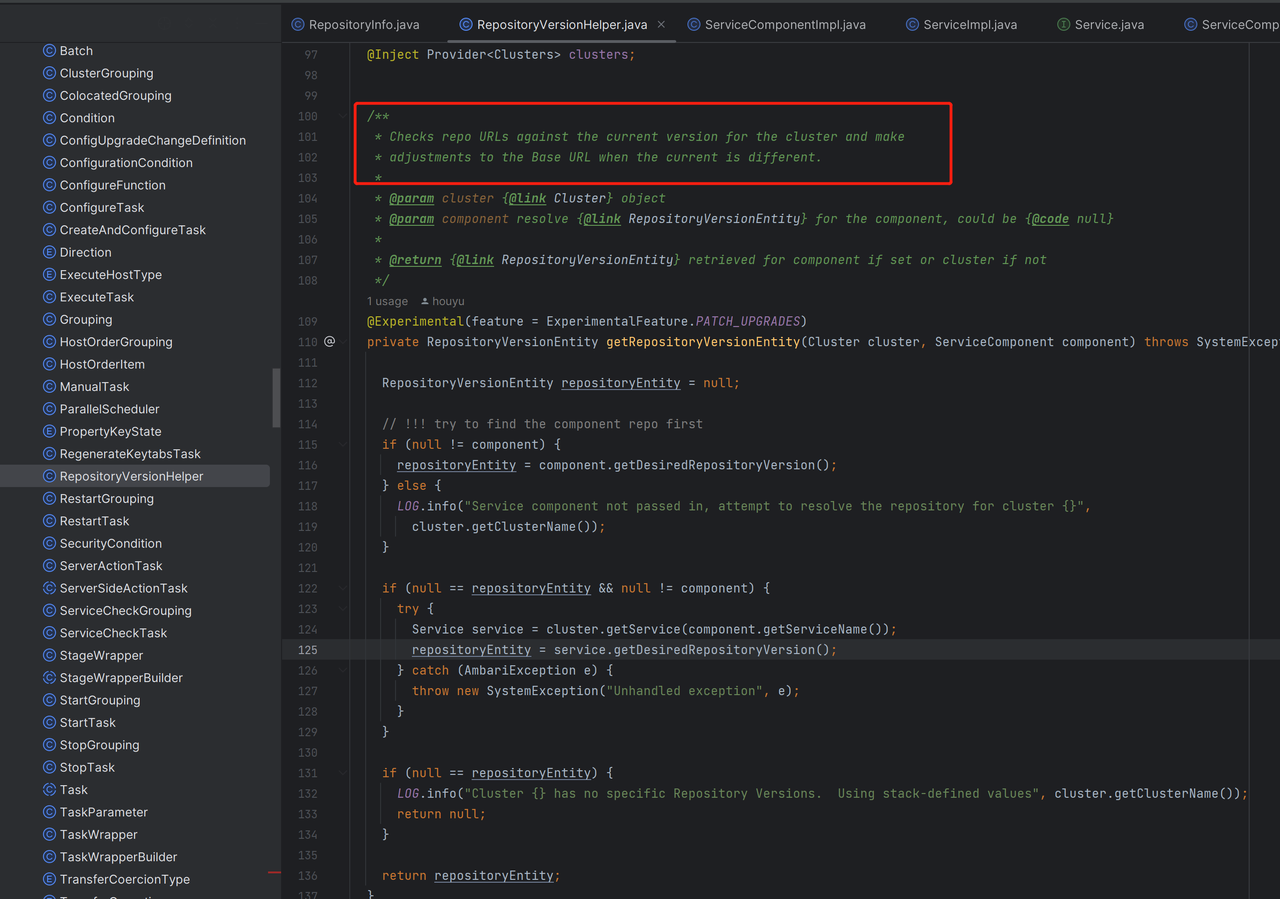 RepositoryInfo.java
RepositoryVersionHelper.java
ServiceComponentImpl.java
ServiceImpl.java
Service.java
ServiceComp
Batch
ClusterGrouping
ColocatedGrouping
Condition
ConfigUpgradeChangeDefinition
ConfigurationCondition
ConfigureFunction
ConfigureTask
CreateAndConfigureTask
Direction
ExecuteHostType
ExecuteTask
Grouping
HostOrderGrouping
HostOrderItem
ManualTask
ParallelScheduler
PropertyKeyState
RegenerateKeytabsTask
RepositoryVersionHelper
RestartGrouping
RestartTask
SecurityCondition
ServerActionTask
ServerSideActionTask
ServiceCheckGrouping
ServiceCheckTask
StageWrapper
StageWrapperBuilder
StartGrouping
StartTask
StopGrouping
StopTask
Task
TaskParameter
TaskWrapper
TaskWrapperBuilder
TransferCoercionType
97 @Inject Provider<Clusters> clusters;
98
99
100 /**
101 * Checks repo URLs against the current version for the cluster and make
102 * adjustments to the Base URL when the current is different.
103 *
104 * @param cluster {@link Cluster} object
105 * @param component resolve {@link RepositoryVersionEntity} for the component, could be {@code null}
106 *
107 * @return {@link RepositoryVersionEntity} retrieved for component if set or cluster if not
108 */
1 usage houyu
109 @Experimental(feature = ExperimentalFeature.PATCH_UPGRADES)
110 @ private RepositoryVersionEntity getRepositoryVersionEntity(Cluster cluster, ServiceComponent component) throws SystemExcep
111
112 RepositoryVersionEntity repositoryEntity = null;
113
114 // !!! try to find the component repo first
115 if (null != component) {
116 repositoryEntity = component.getDesiredRepositoryVersion();
117 } else {
118 LOG.info("Service component not passed in, attempt to resolve the repository for cluster {}",
119 cluster.getClusterName());
120 }
121
122 if (null == repositoryEntity && null != component) {
123 try {
124 Service service = cluster.getService(component.getServiceName());
125 repositoryEntity = service.getDesiredRepositoryVersion();
126 } catch (AmbariException e) {
127 throw new SystemException("Unhandled exception", e);
128 }
129 }
130
131 if (null == repositoryEntity) {
132 LOG.info("Cluster {} has no specific Repository Versions.  Using stack-defined values", cluster.getClusterName());
133 return null;
134 }
135
136 return repositoryEntity;
137 }